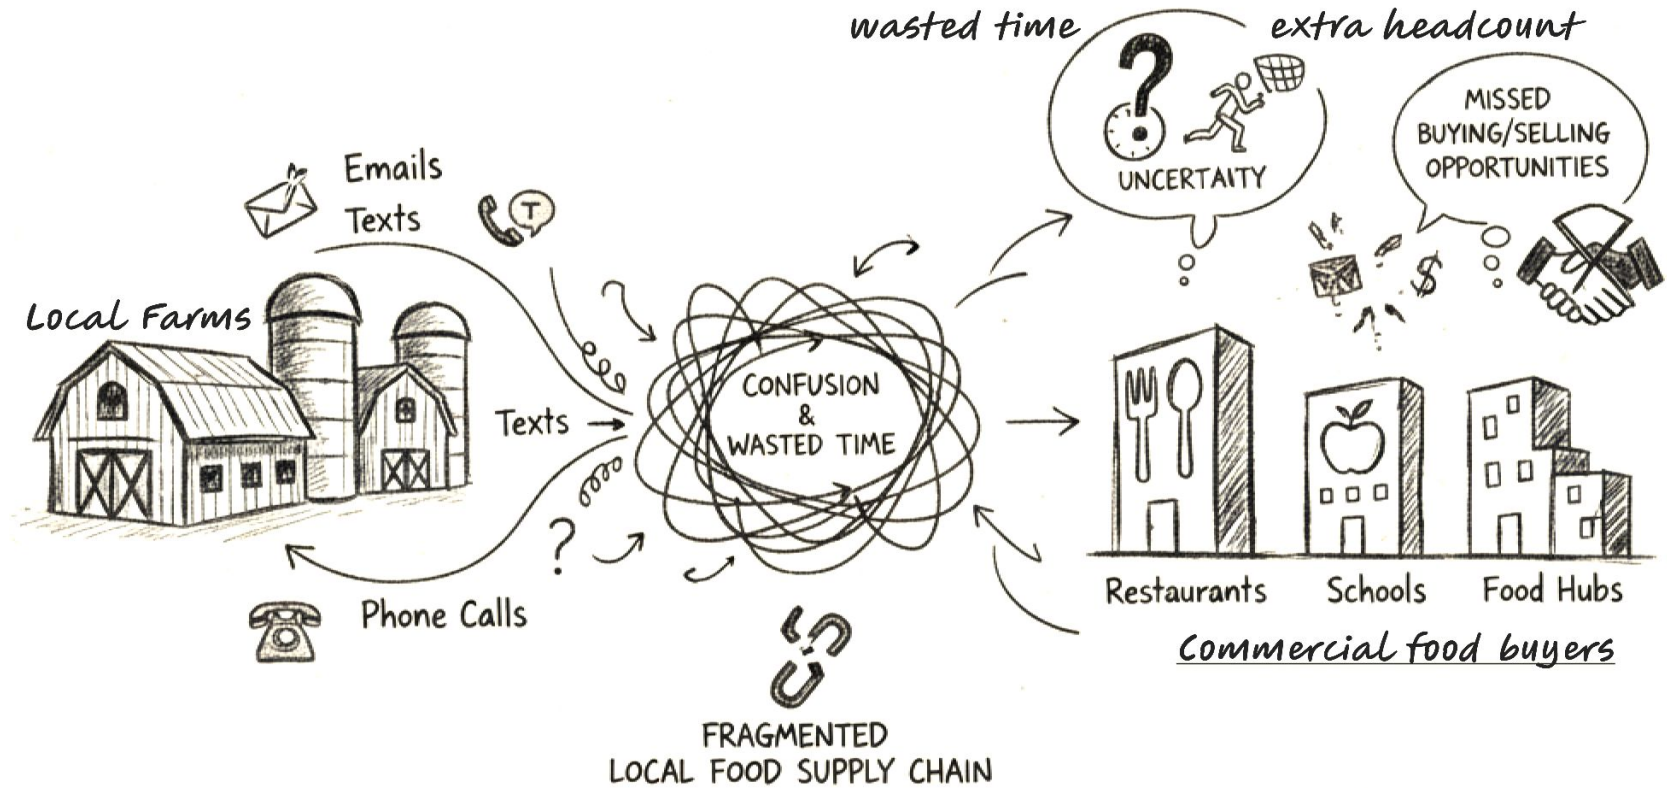 wasted time
extra headcount
UNCERTAITY
MISSED
BUYING/SELLING
OPPORTUNITIES
$
Emails
Texts
T
Local Farms
Texts
CONFUSION
&
WASTED TIME
?
Phone Calls
Restaurants
Schools
Food Hubs
Commercial food buyers
FRAGMENTED
LOCAL FOOD SUPPLY CHAIN